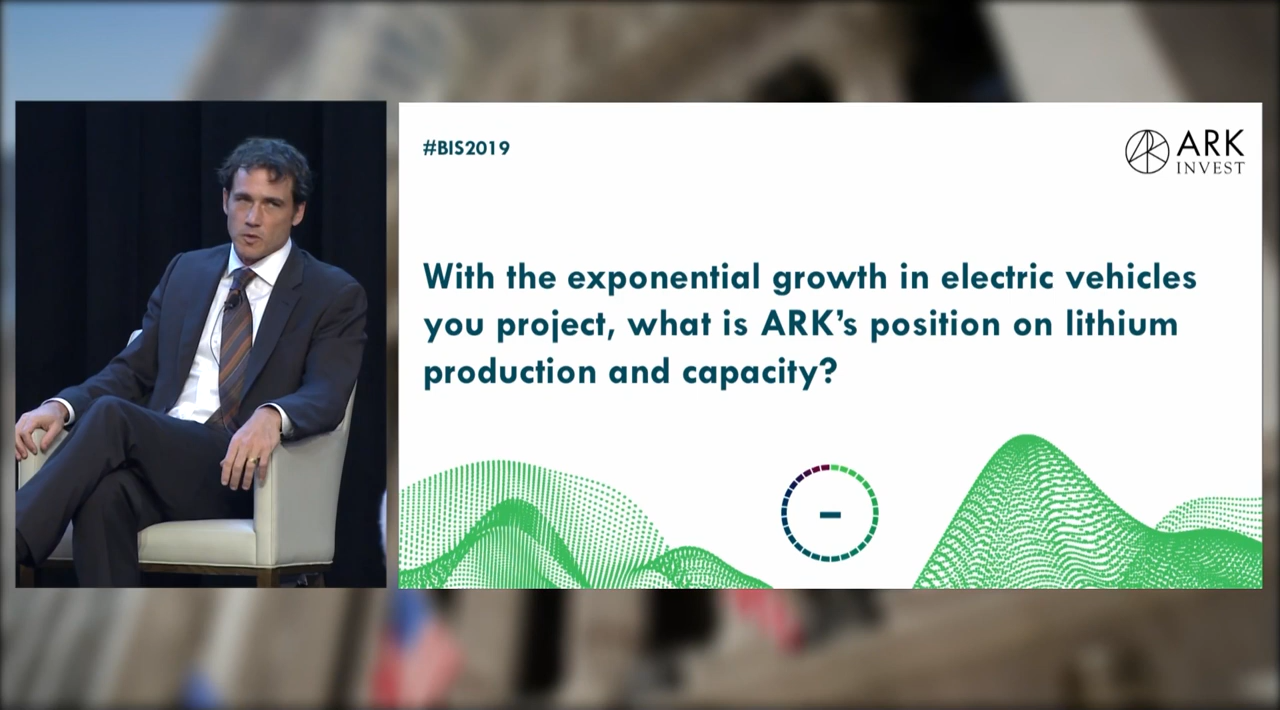 #BIS2019
ARK
INVEST
With the exponential growth in electric vehicles
you project, what is ARK's position on lithium
production and capacity?